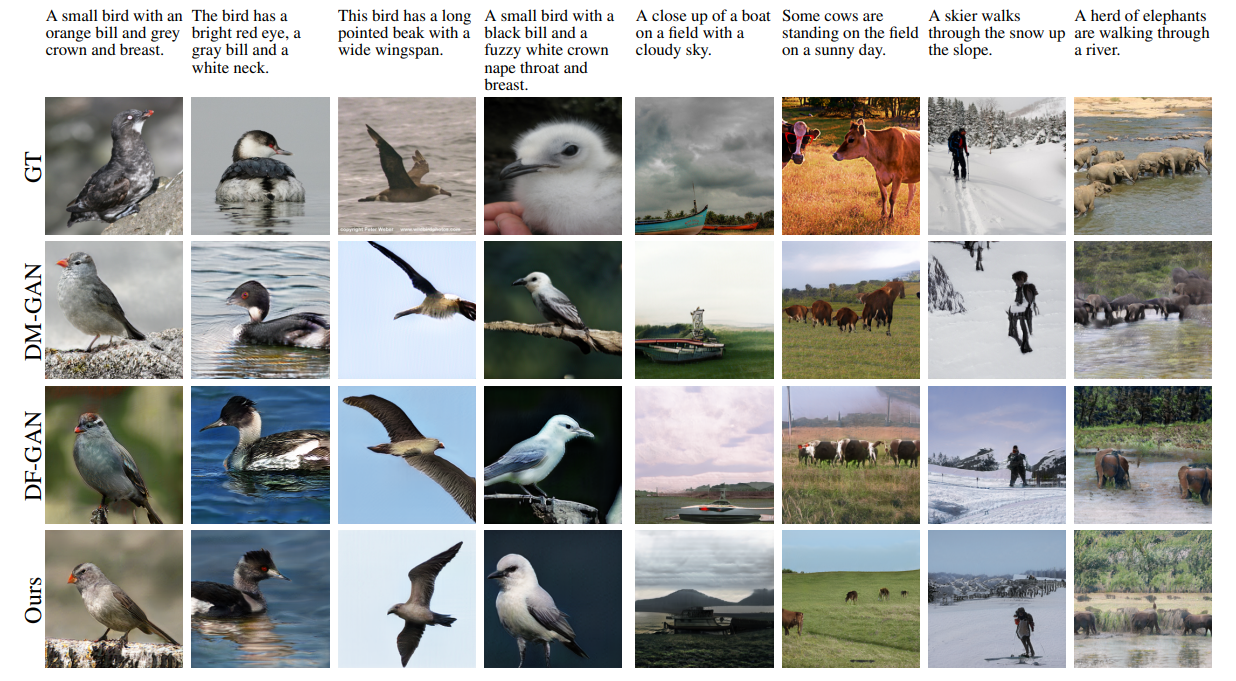 A small bird with an
orange bill and grey
crown and breast.
The bird has a
bright red eye, a
gray bill and a
white neck.
This bird has a long
pointed beak with a
wide wingspan.
A small bird with a
black bill and a
fuzzy white crown
nape throat and
breast.
A close up of a boat
on a field with a
cloudy sky.
Some cows are
standing on the field
on a sunny day.
A skier walks
through the snow up
the slope.
A herd of elephants
are walking through
a river.
GT
DM-GAN
DF-GAN
Ours